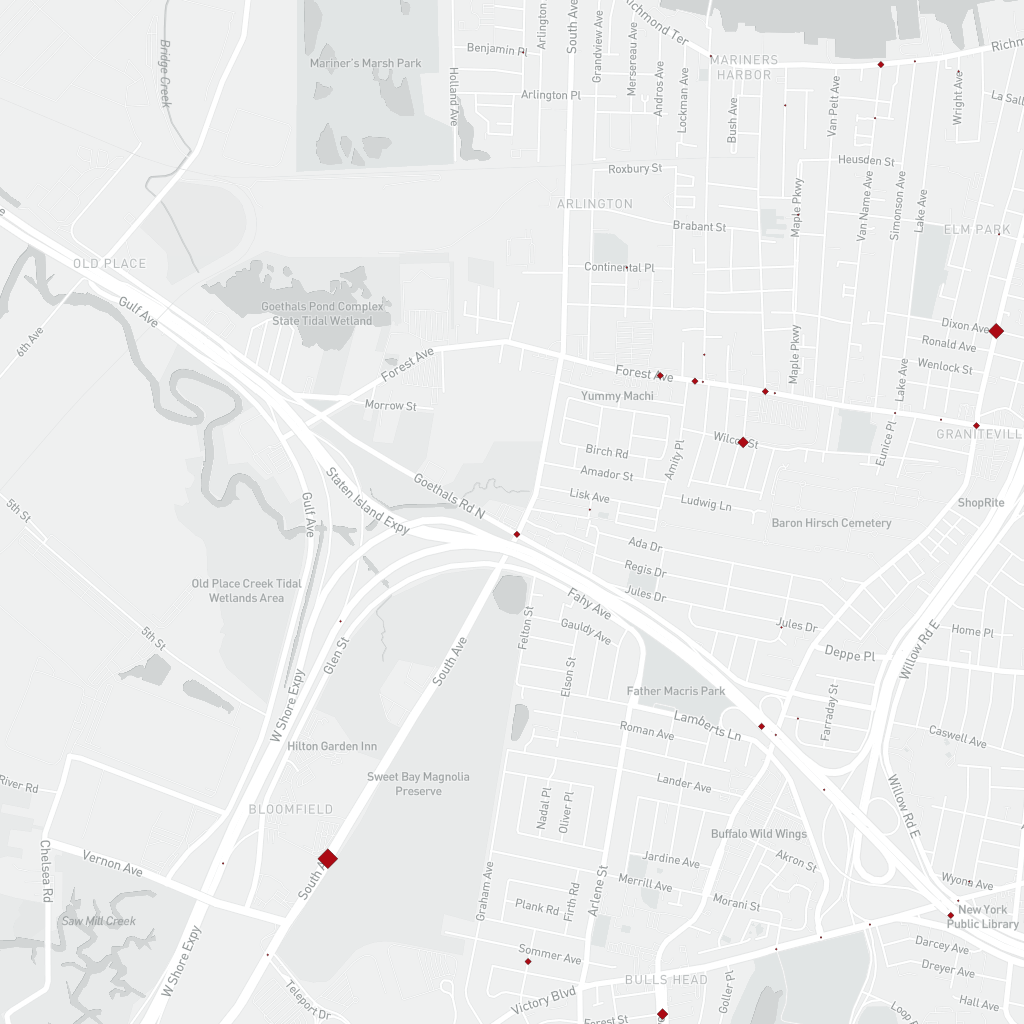 Richmond Ter
Arlington
South Ave
Grandview Ave
Mersereau Ave
Andros Ave
Lockman Ave
MARINERS
HARBOR
Bush Ave
Van Pelt Ave
Wright Ave
La Sall
Bridge Creek
Mariner's Marsh Park
Benjamin Pl
Holland Ave
Arlington Pl
Roxbury St
Heusden St
ARLINGTON
Brabant St
Maple Pkwy
Van Name Ave
Simonson Ave
Lake Ave
ELM PARK
OLD PLACE
Continental Pl
Gulf Ave
6th Ave
Goethals Pond Complex
State Tidal Wetland
Dixon Ave
Ronald Ave
Wenlock St
Forest Ave
Morrow St
Forest Ave
Maple Pkwy
Lake Ave
Yummy Machi
Wilcox St
Eunice Pl
GRANITEVILL
Birch Rd
Amity Pl
Amador St
Lisk Ave
Ludwig Ln
Baron Hirsch Cemetery
ShopRite
Staten Island Expy
Goethals Rd N
5th St
Gulf Ave
Ada Dr
Regis Dr
Jules Dr
Old Place Creek Tidal
Wetlands Area
Fahy Ave
Jules Dr
Home Pl
5th St
Glen St
South Ave
Felton St
Gauldy Ave
Deppe Pl
Willow Rd E
W Shore Expy
Elson St
Father Macris Park
Lamberts Ln
Farraday St
Caswell Ave
Roman Ave
Hilton Garden Inn
River Rd
Sweet Bay Magnolia
Preserve
Lander Ave
Nadal Pl
Oliver Pl
Willow Rd E
BLOOMFIELD
Buffalo Wild Wings
Chelsea Rd
Vernon Ave
South Ave
Jardine Ave
Akron St
Merrill Ave
Wyona Ave
Graham Ave
Arlene St
Firth Rd
Plank Rd
Morani St
New York
Public Library
Saw Mill Creek
W Shore Expy
Sommer Ave
Darcey Ave
Dreyer Ave
BULLS HEAD
Goller Pl
Victory Blvd
Teleport Dr
Forest St
Loop A
Hall Ave